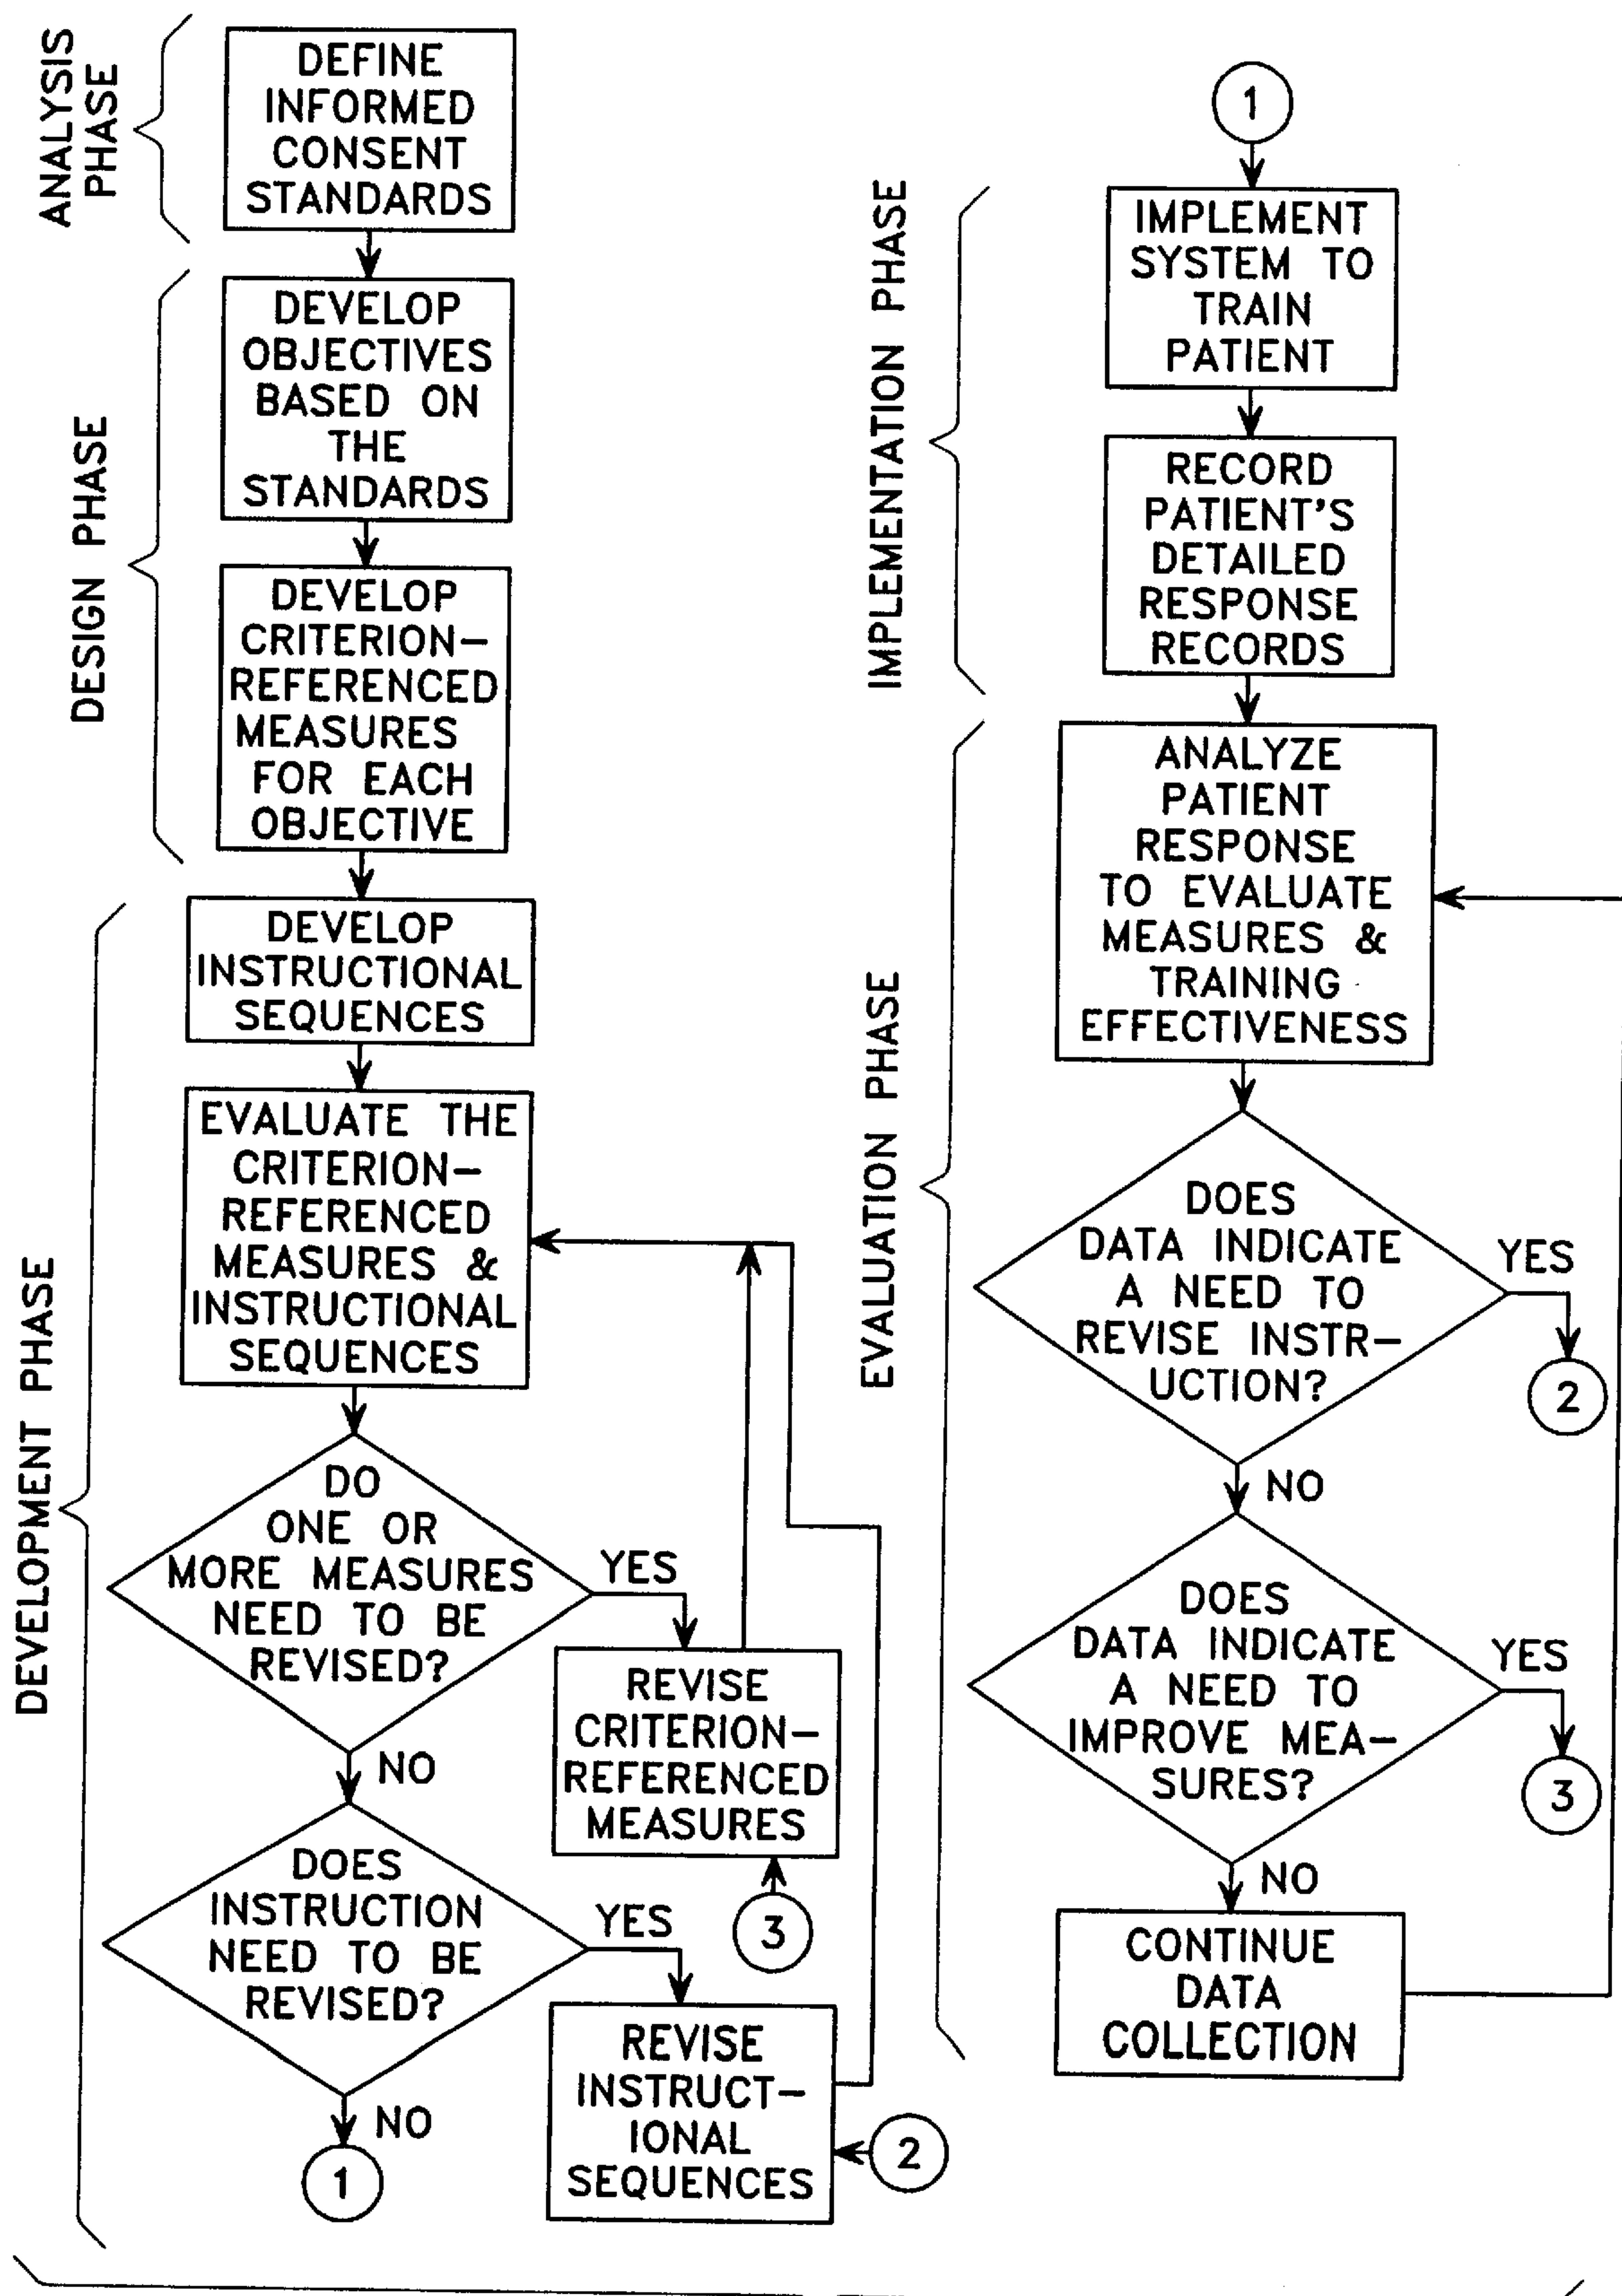 ANALYSIS
PHASE
DEFINE
INFORMED
CONSENT
STANDARDS
DESIGN PHASE
DEVELOP
OBJECTIVES
BASED ON
THE
STANDARDS
DEVELOP
CRITERION-
REFERENCED
MEASURES
FOR EACH
OBJECTIVE
DEVELOPMENT PHASE
DEVELOP
INSTRUCTIONAL
SEQUENCES
EVALUATE THE
CRITERION-
REFERENCED
MEASURES &
INSTRUCTIONAL
SEQUENCES
DO
ONE OR
MORE MEASURES
NEED TO BE
REVISED?
YES
REVISE
CRITERION-
REFERENCED
MEASURES
3
NO
DOES
INSTRUCTION
NEED TO BE
REVISED?
YES
REVISE
INSTRUCT-
IONAL
SEQUENCES
2
NO
1
1
IMPLEMENTATION PHASE
IMPLEMENT
SYSTEM TO
TRAIN
PATIENT
RECORD
PATIENT'S
DETAILED
RESPONSE
RECORDS
EVALUATION PHASE
ANALYZE
PATIENT
RESPONSE
TO EVALUATE
MEASURES &
TRAINING
EFFECTIVENESS
DOES
DATA INDICATE
A NEED TO
REVISE INSTR-
UCTION?
YES
2
NO
DOES
DATA INDICATE
A NEED TO
IMPROVE MEA-
SURES?
YES
3
NO
CONTINUE
DATA
COLLECTION